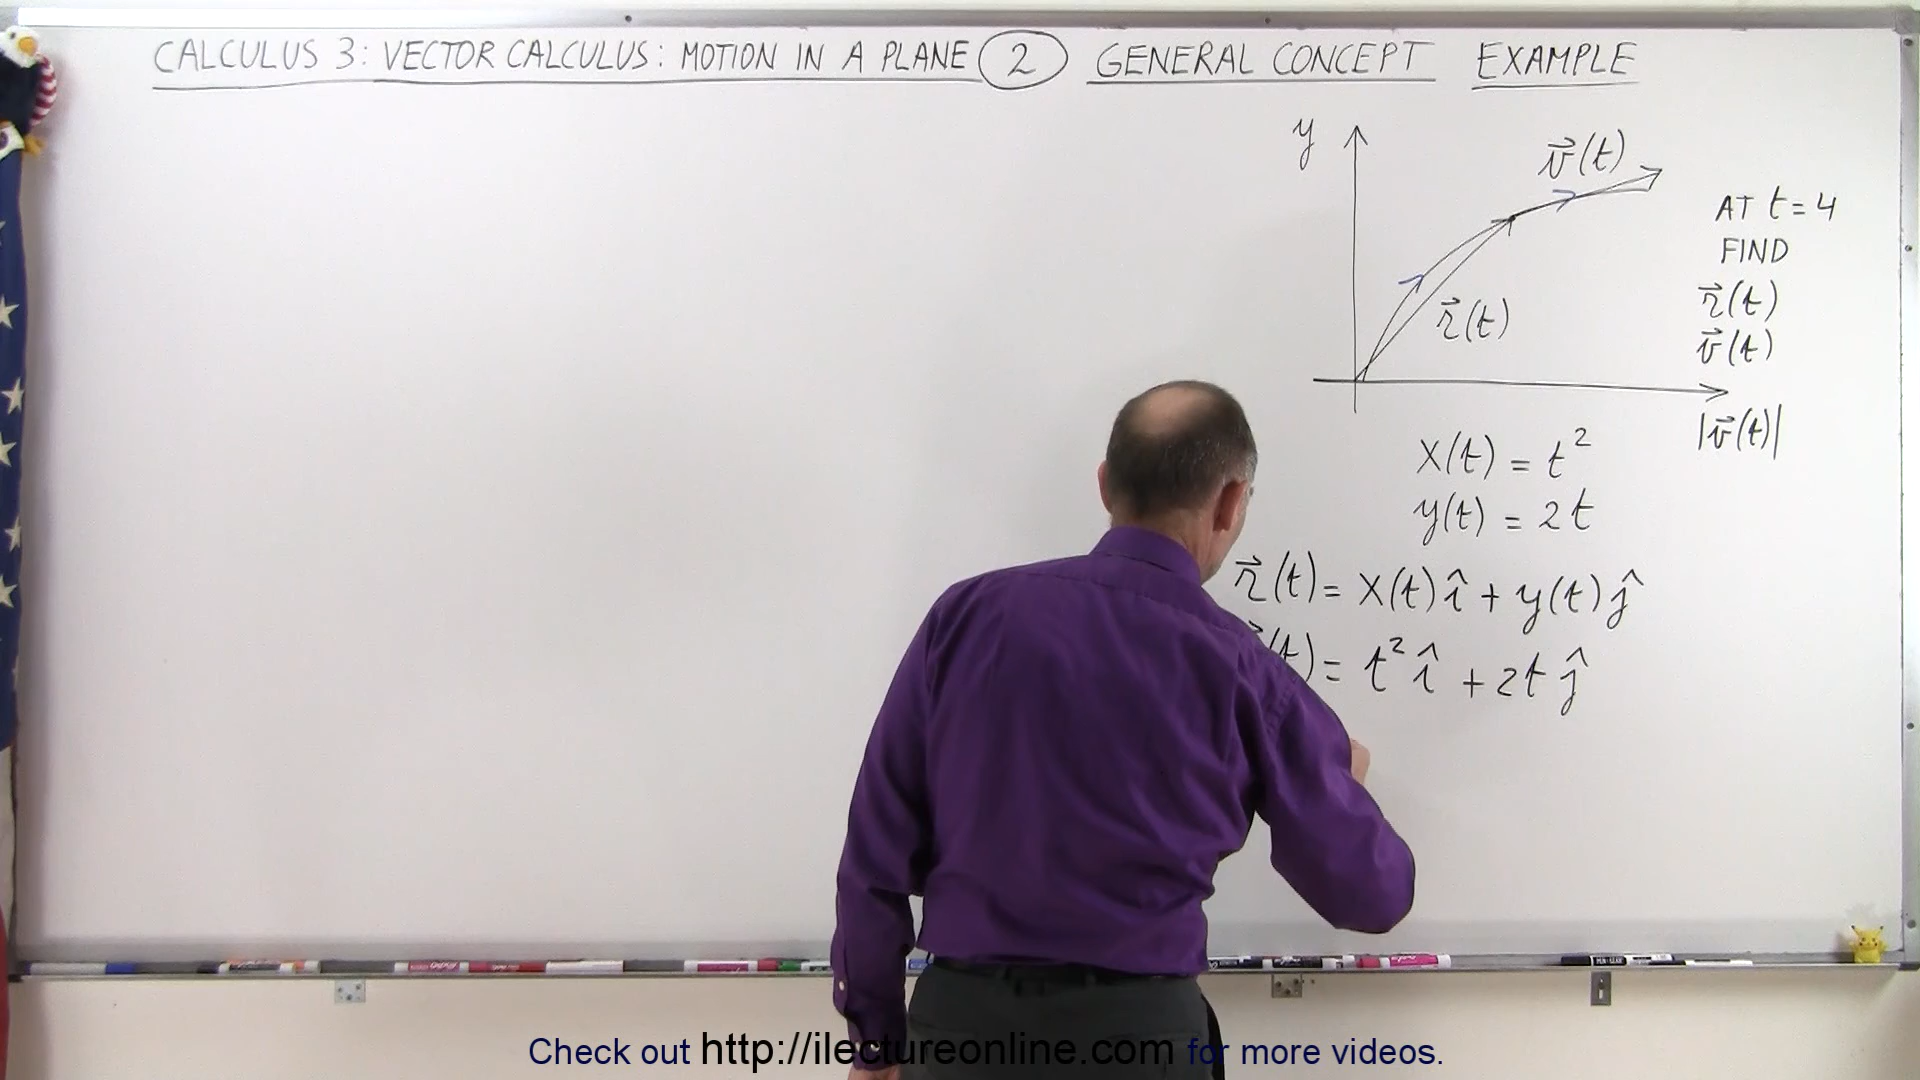 CALCULUS 3: VECTOR CALCULUS: MOTION IN A PLANE 2 GENERAL CONCEPT EXAMPLE
y
v⃗(t)
r⃗(t)
AT t = 4
FIND
r⃗(t)
v⃗(t)
|v⃗(t)|
x(t) = t²
y(t) = 2t
r⃗(t) = x(t) î + y(t) ĵ
(t) = t² î + 2t ĵ
Check out http://ilectureonline.com for more videos.